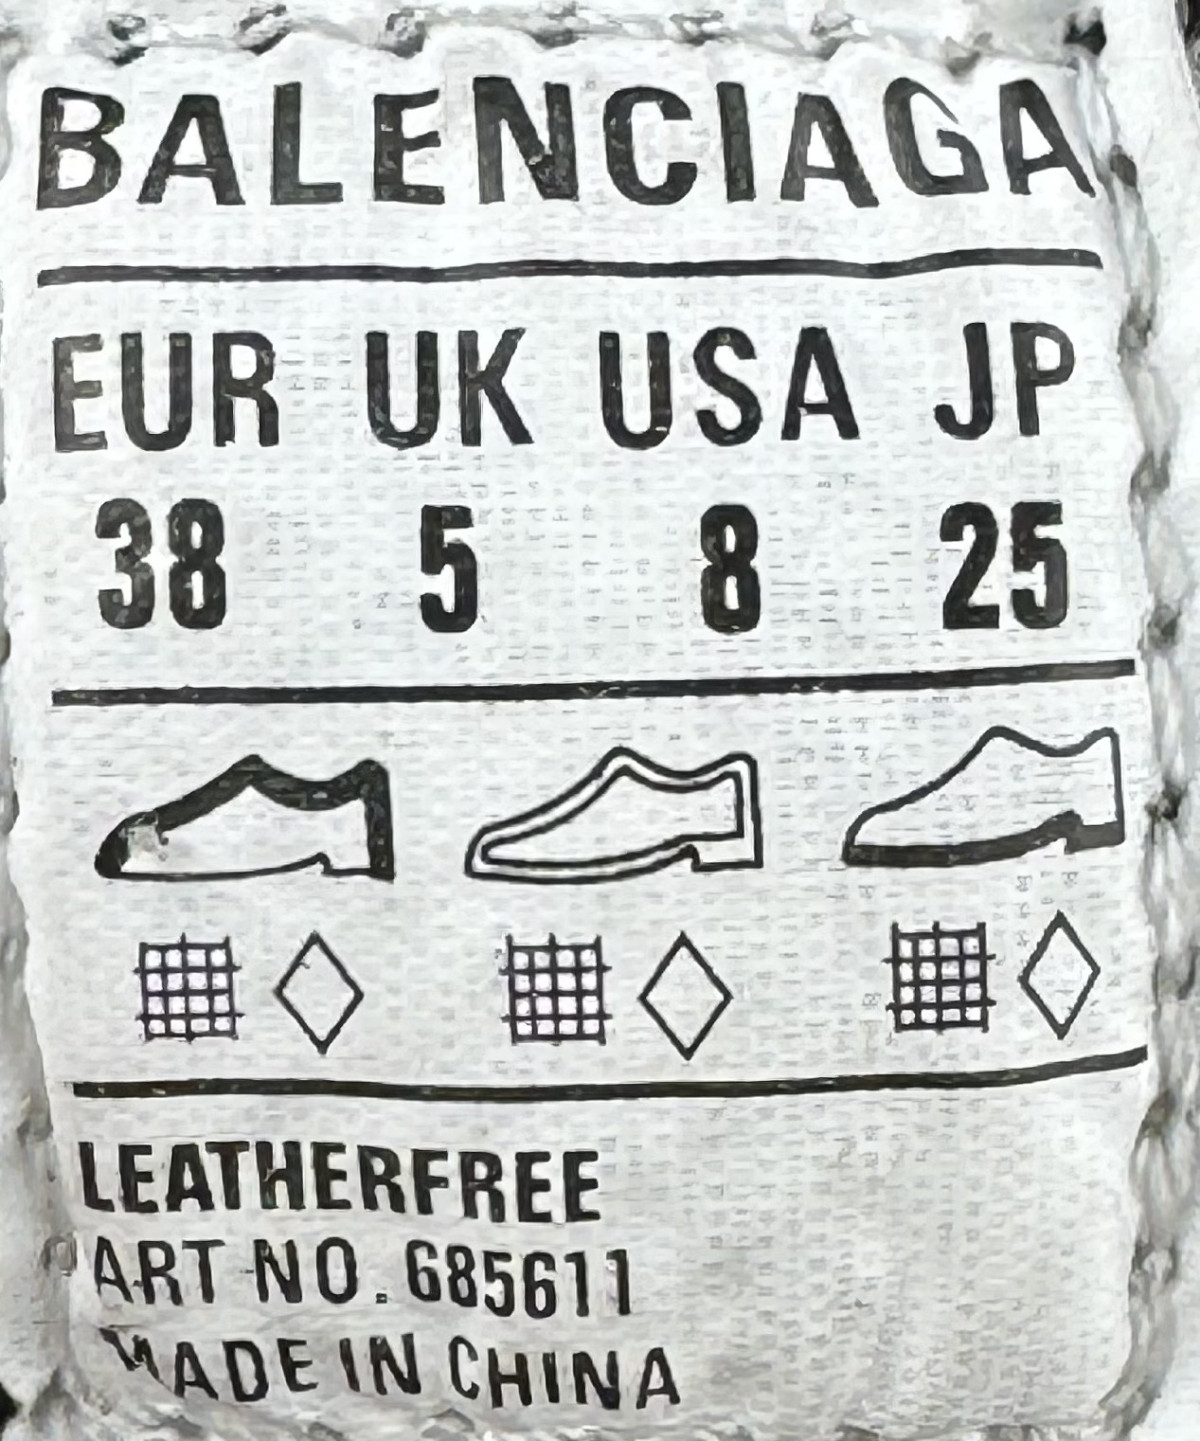 BALENCIAGA
EUR UK USA JP
38 5 8 25
LEATHERFREE
ART NO. 685611
MADE IN CHINA